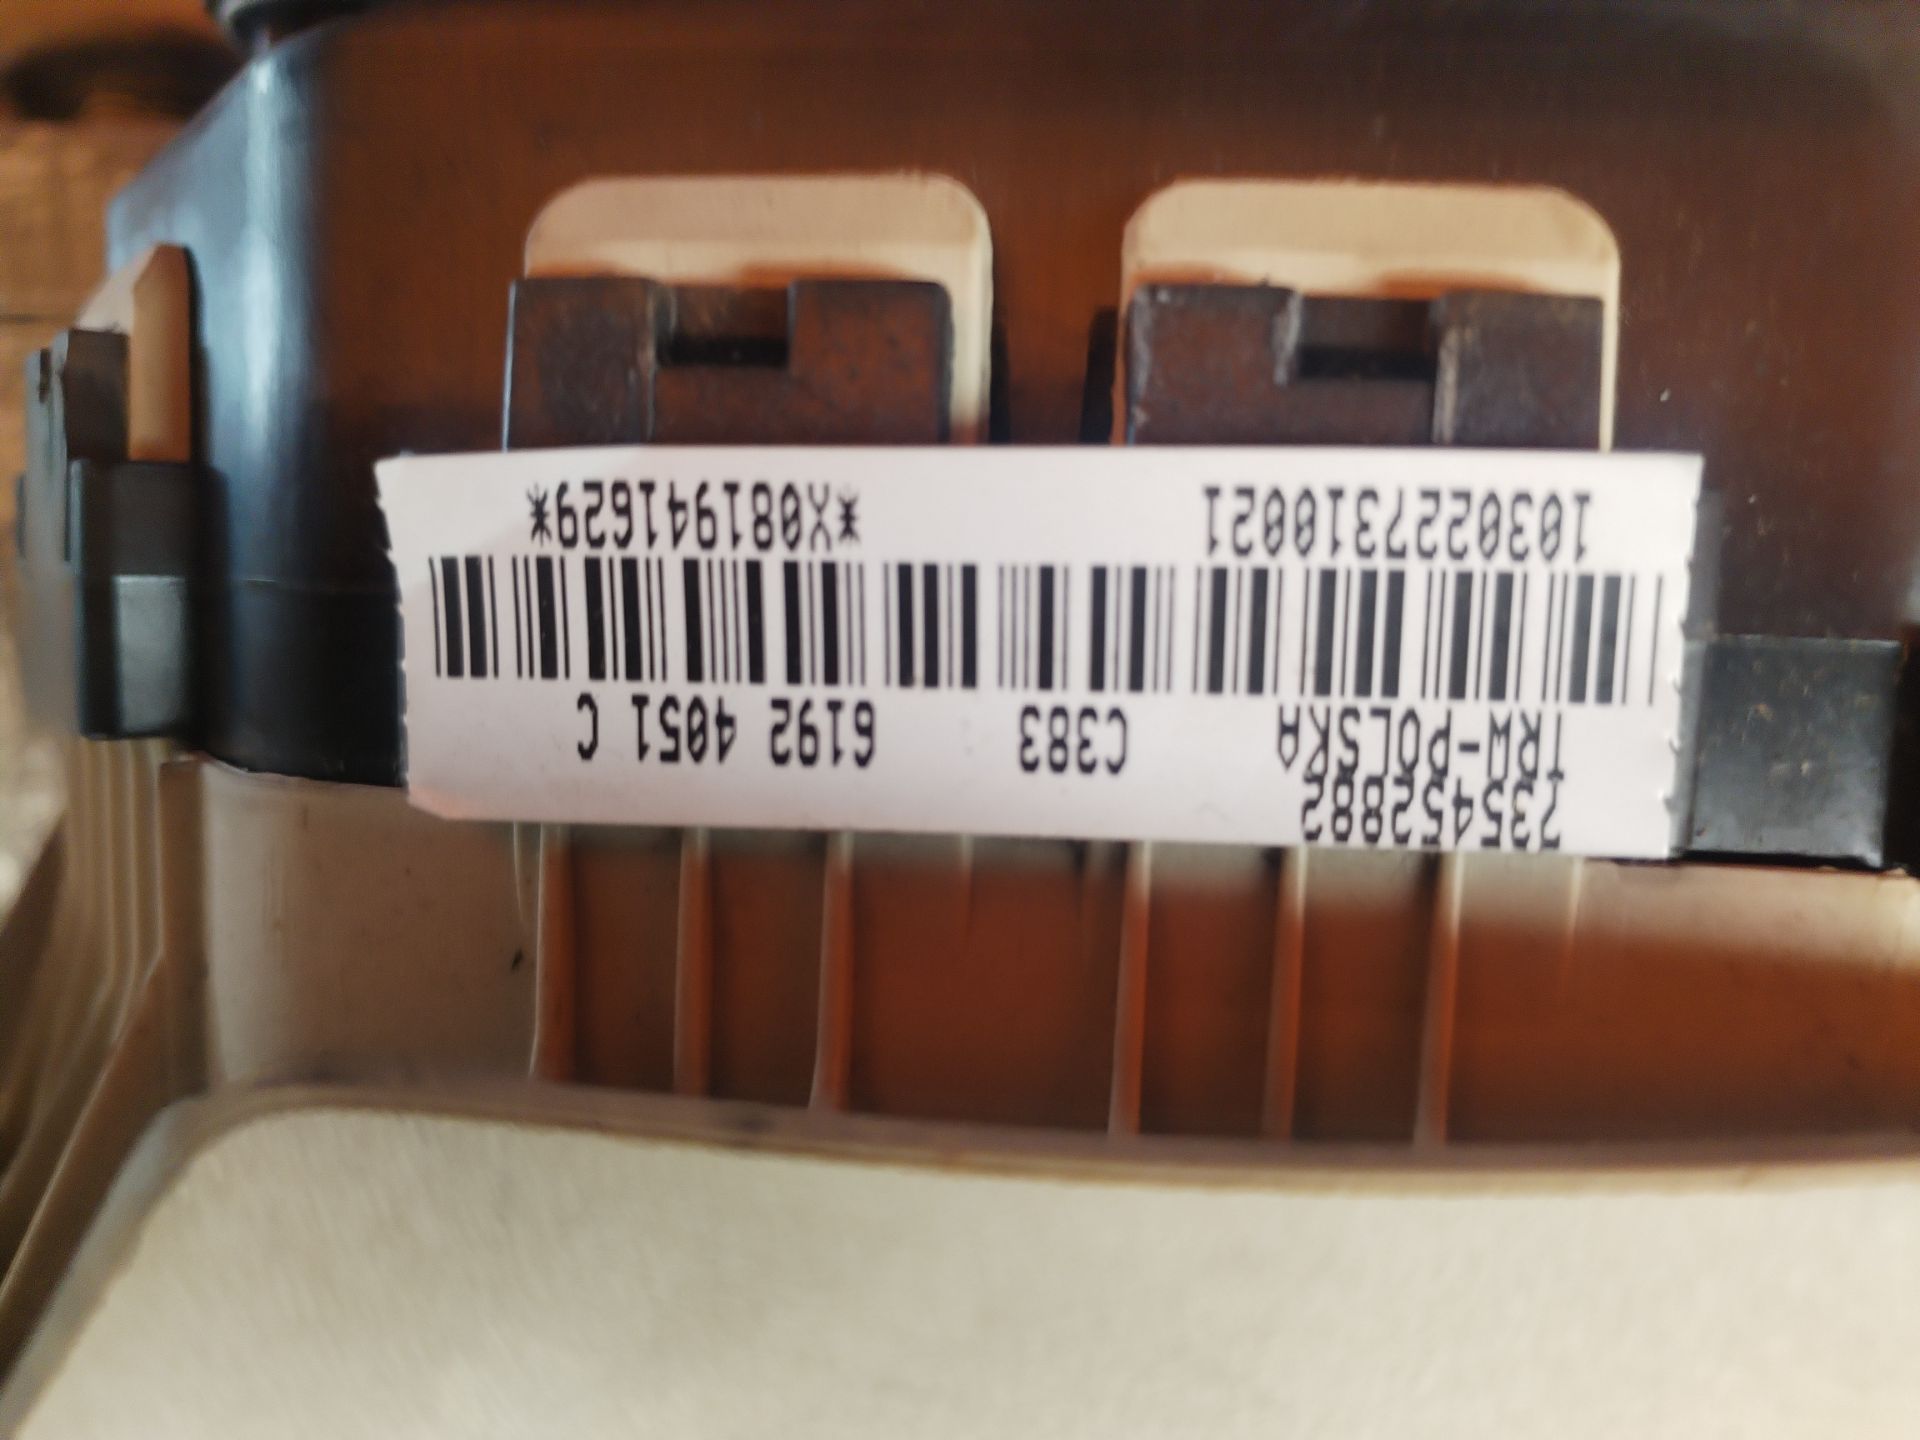 735452882
TRW-POLSKA C383 6192 4051 C
1030227310021 *X081941629*